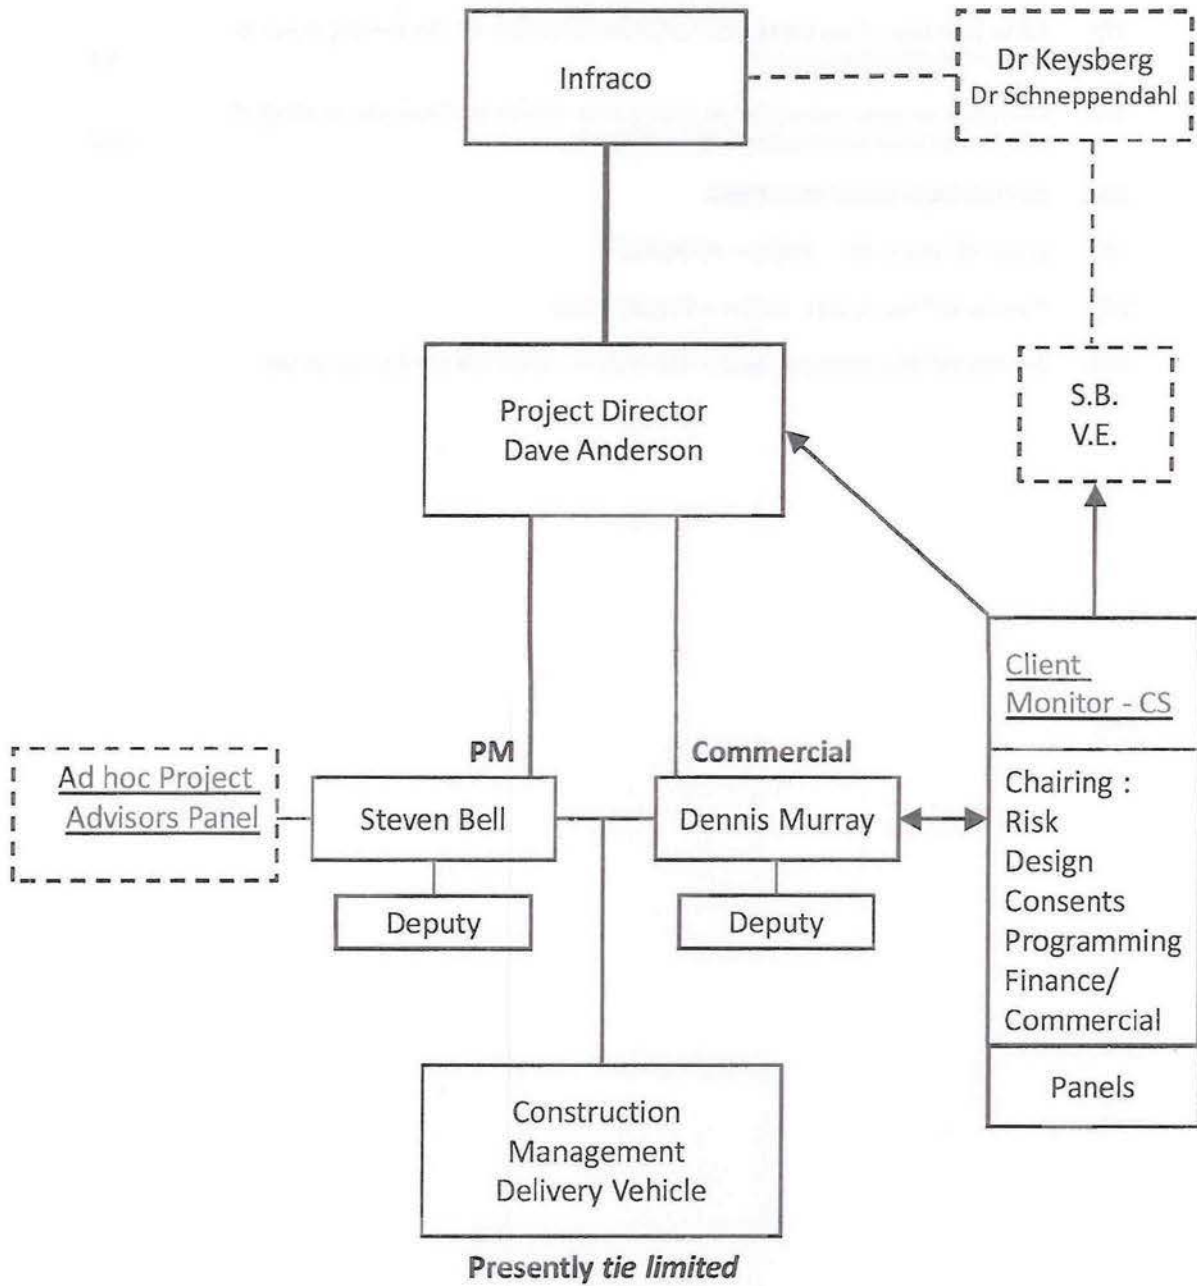 Infraco
Dr Keysberg
Dr Schneppendahl
Project Director
Dave Anderson
S.B.
V.E.
Client
Monitor - CS
PM
Commercial
Ad hoc Project
Advisors Panel
Steven Bell
Dennis Murray
Chairing :
Risk
Design
Consents
Programming
Finance/
Commercial
Deputy
Deputy
Panels
Construction
Management
Delivery Vehicle
Presently tie limited